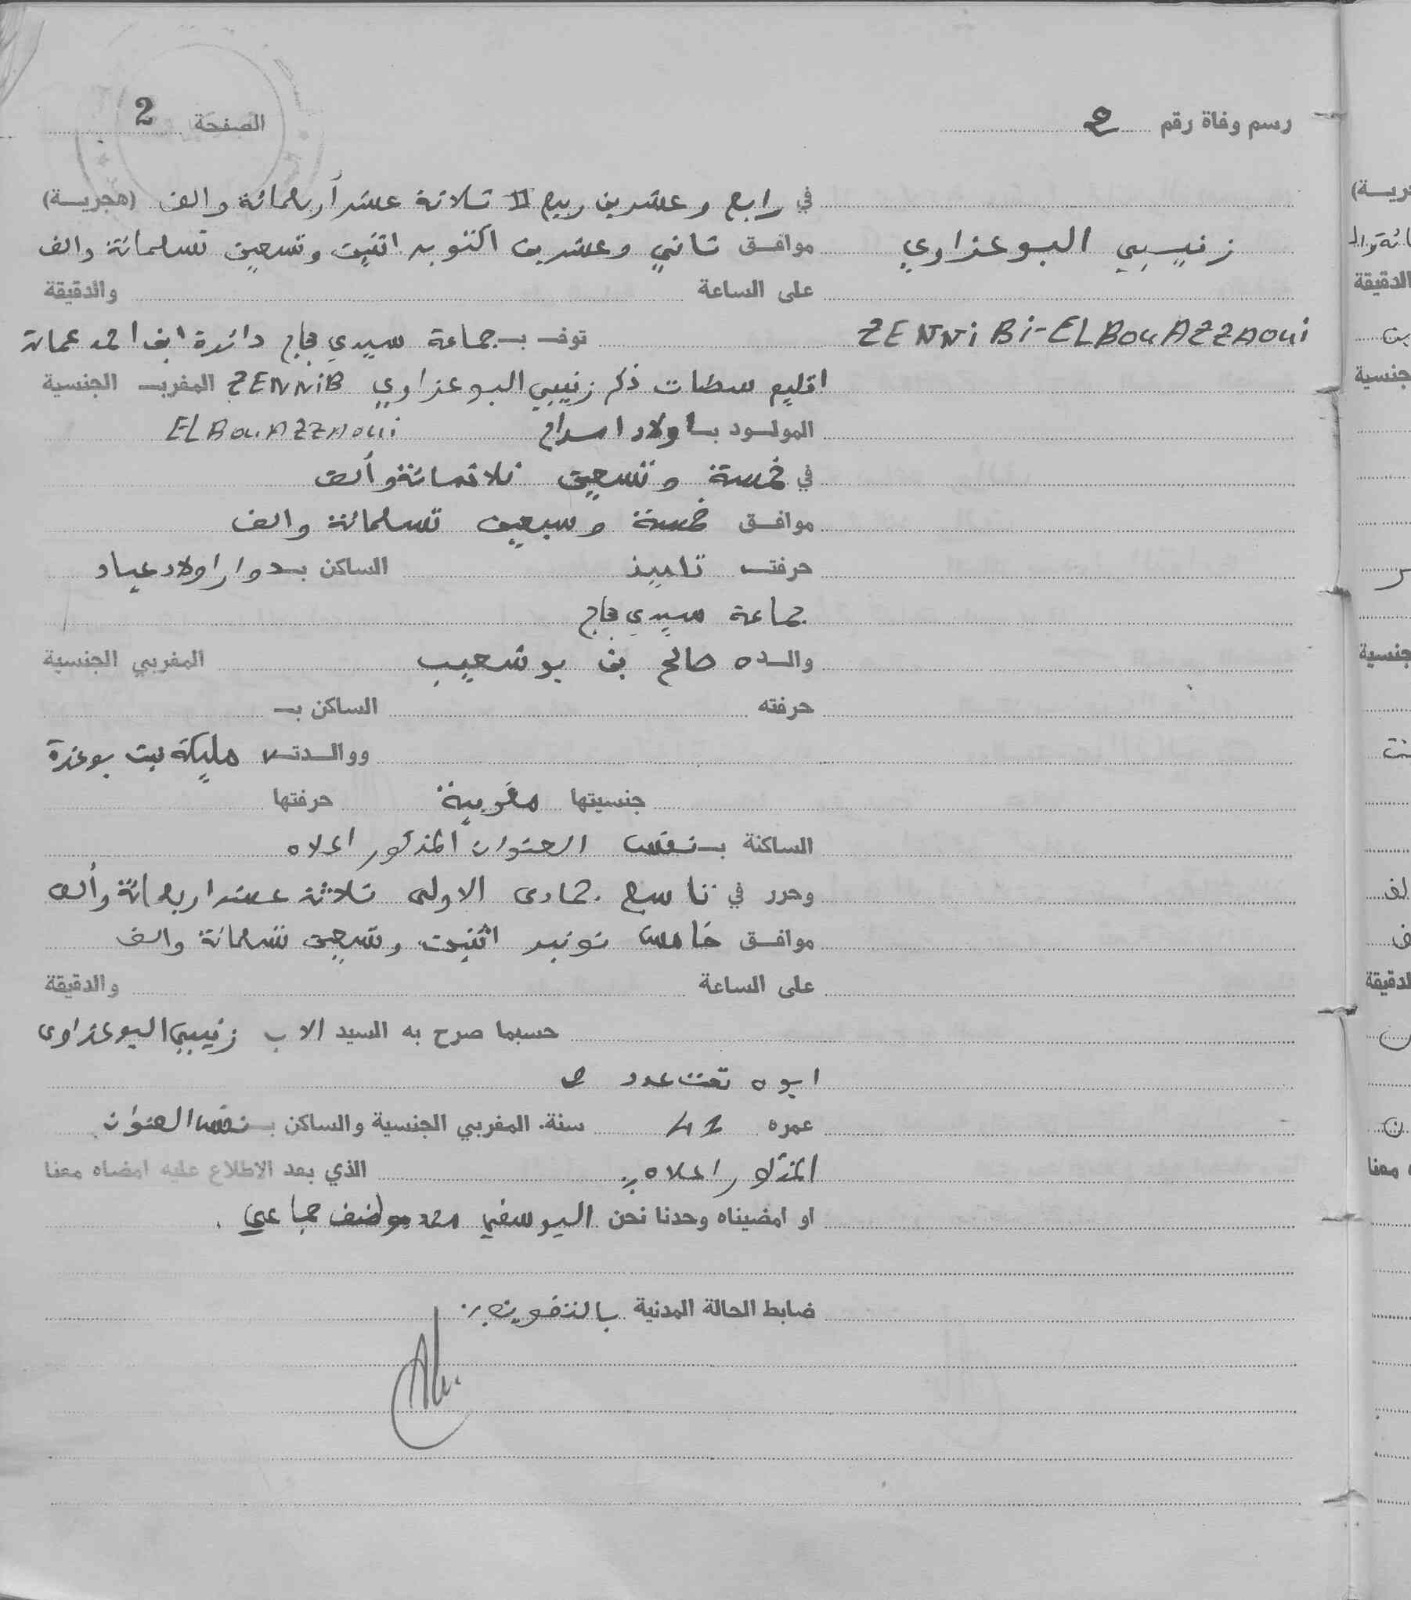 رسم وفاة رقم 2
الصفحة 2
في رابع وعشرين ربيع II ثلاثة عشر أربعمائة والف (هجرية)
زنيبي البوعزاوي
موافق ثاني وعشرين اكتوبر اثنين وتسعين تسعمائة والف
على الساعة والدقيقة
ZENNiBi-ELBOUAZZAOUi
توفي بـ جماعة سيدي حجاج دائرة ابن احمد عمالة
اقليم سطات ذكر زنيبي البوعزاوي ZENNiB المغربي الجنسية
المولود بـ اولاد امراح ELBOUAZZAOUi
في خمسة وتسعين ثلاثمائة وألف
موافق خمسة وسبعين تسعمائة والف
حرفته تلميذ الساكن بـ دوار اولاد عياد
جماعة سيدي حجاج
والده صالح بن بوشعيب المغربي الجنسية
حرفته الساكن بـ
ووالدته مليكة بنت بوعزة
جنسيتها مغربية حرفتها
الساكنة بـ نفس العنوان المذكور اعلاه
وحرر في تاسع جمادى الاولى ثلاثة عشر اربعمائة وألف
موافق خامس نونبر اثنين وتسعين تسعمائة والف
على الساعة والدقيقة
حسبما صرح به السيد الاب زنيبي البوعزاوي
ابوه تحت عدد
عمره 42 سنة. المغربي الجنسية والساكن بـ نفس العنوان
المذكور اعلاه الذي بعد الاطلاع عليه امضاه معنا
او امضيناه وحدنا نحن اليوسفي محمد موظف جماعي.
ضابط الحالة المدنية بالتفويض